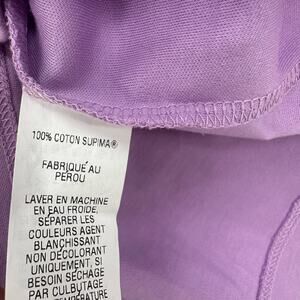 100% COTON SUPIMA®
FABRIQUÉ AU
PÉROU
LAVER EN MACHINE
EN EAU FROIDE,
SÉPARER LES
COULEURS AGENT
BLANCHISSANT
NON DÉCOLORANT
UNIQUEMENT, SI
BESOIN SÉCHAGE
PAR CULBUTAGE
TEMPÉRATURE